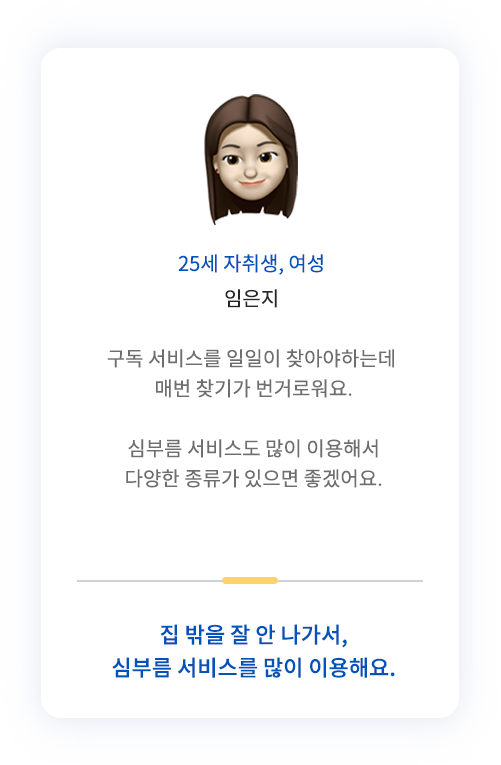 25세 자취생, 여성
임은지
구독 서비스를 일일이 찾아야하는데
매번 찾기가 번거로워요.
심부름 서비스도 많이 이용해서
다양한 종류가 있으면 좋겠어요.
집 밖을 잘 안 나가서,
심부름 서비스를 많이 이용해요.